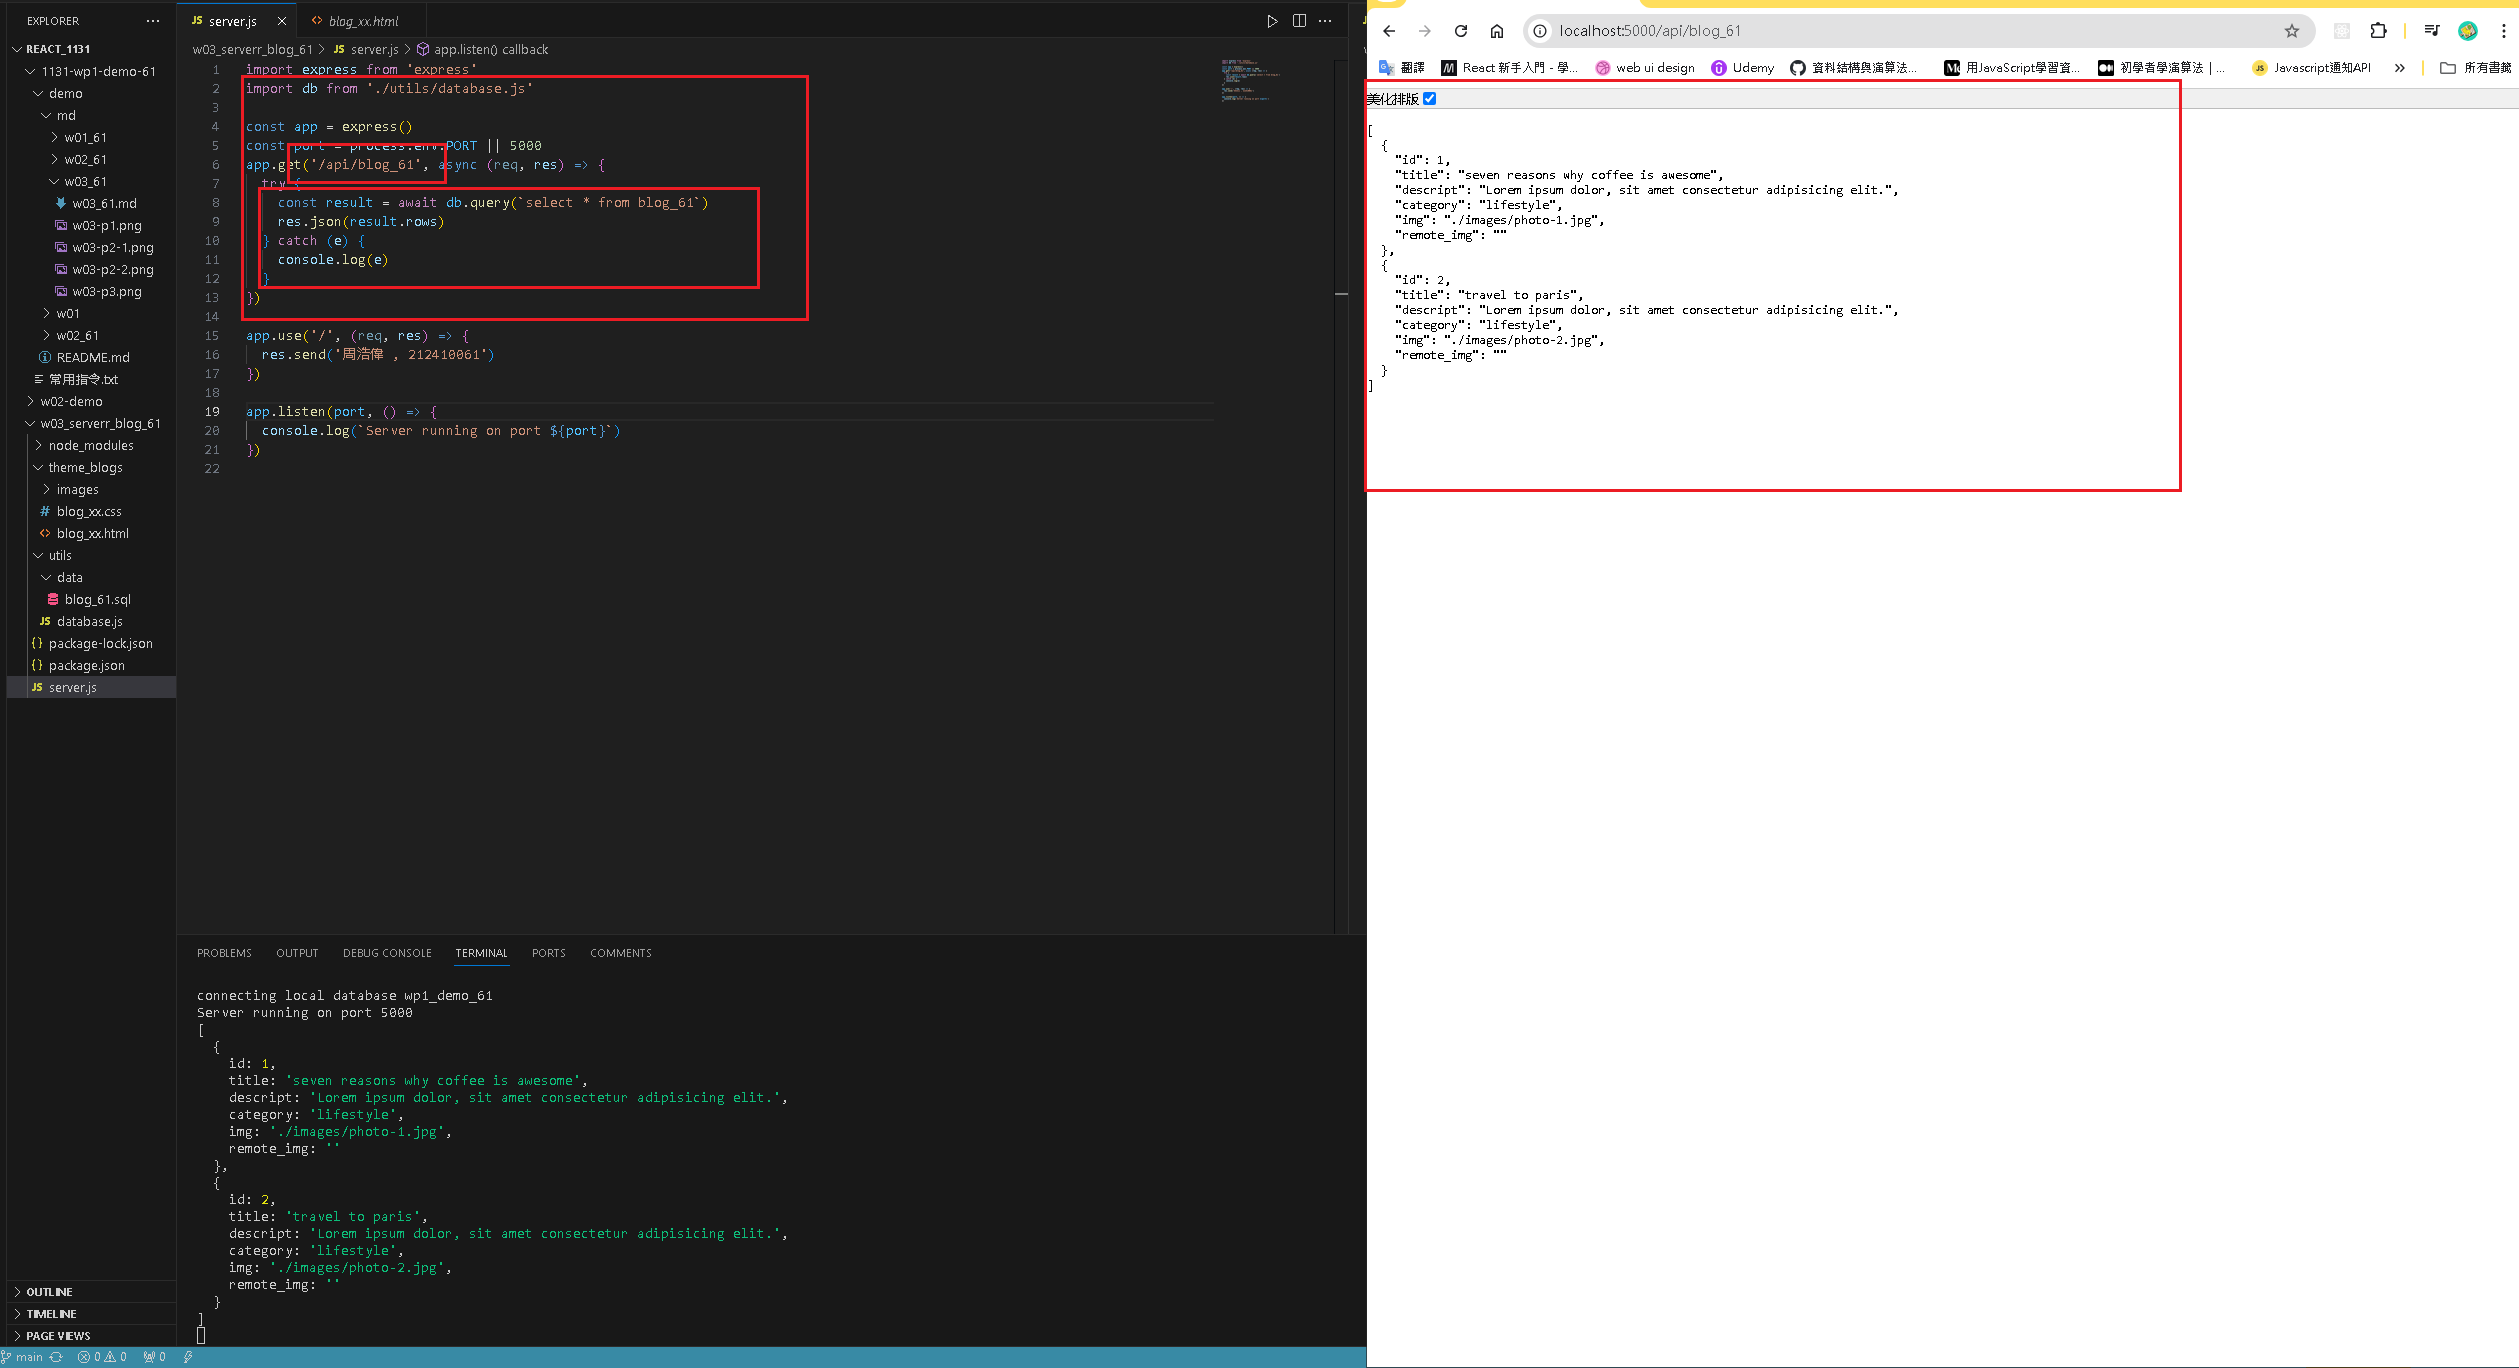 EXPLORER
REACT_1131
1131-wp1-demo-61
demo
md
w01_61
w02_61
w03_61
w03_61.md
w03-p1.png
w03-p2-1.png
w03-p2-2.png
w03-p3.png
w01
w02_61
README.md
常用指令.txt
w02-demo
w03_serverr_blog_61
node_modules
theme_blogs
images
blog_xx.css
blog_xx.html
utils
data
blog_61.sql
database.js
package-lock.json
package.json
server.js
OUTLINE
TIMELINE
PAGE VIEWS
main 0 0 0
server.js blog_xx.html
w03_serverr_blog_61 > JS server.js > app.listen() callback
1 import express from 'express'
2 import db from './utils/database.js'
3
4 const app = express()
5 const port = process.env.PORT || 5000
6 app.get('/api/blog_61', async (req, res) => {
7 try {
8 const result = await db.query(`select * from blog_61`)
9 res.json(result.rows)
10 } catch (e) {
11 console.log(e)
12 }
13 })
14
15 app.use('/', (req, res) => {
16 res.send('周浩偉 , 212410061')
17 })
18
19 app.listen(port, () => {
20 console.log(`Server running on port ${port}`)
21 })
22
PROBLEMS OUTPUT DEBUG CONSOLE TERMINAL PORTS COMMENTS
connecting local database wp1_demo_61
Server running on port 5000
[
{
id: 1,
title: 'seven reasons why coffee is awesome',
descript: 'Lorem ipsum dolor, sit amet consectetur adipisicing elit.',
category: 'lifestyle',
img: './images/photo-1.jpg',
remote_img: ''
},
{
id: 2,
title: 'travel to paris',
descript: 'Lorem ipsum dolor, sit amet consectetur adipisicing elit.',
category: 'lifestyle',
img: './images/photo-2.jpg',
remote_img: ''
}
]
localhost:5000/api/blog_61
翻譯 React 新手入門 - 學... web ui design Udemy 資料結構與演算法... 用JavaScript學習資... 初學者學演算法 | ... Javascript通知API » 所有書籤
美化排版
[
{
"id": 1,
"title": "seven reasons why coffee is awesome",
"descript": "Lorem ipsum dolor, sit amet consectetur adipisicing elit.",
"category": "lifestyle",
"img": "./images/photo-1.jpg",
"remote_img": ""
},
{
"id": 2,
"title": "travel to paris",
"descript": "Lorem ipsum dolor, sit amet consectetur adipisicing elit.",
"category": "lifestyle",
"img": "./images/photo-2.jpg",
"remote_img": ""
}
]